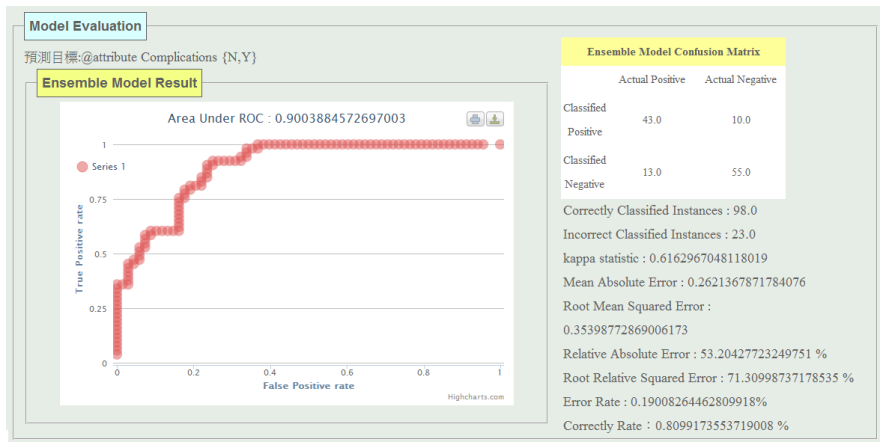 Model Evaluation
預測目標:@attribute Complications {N,Y}
Ensemble Model Result
Area Under ROC : 0.9003884572697003
Series 1
True Positive rate
1
0.75
0.5
0.25
0
0
0.2
0.4
0.6
0.8
1
False Positive rate
Highcharts.com
Ensemble Model Confusion Matrix
Actual Positive Actual Negative
Classified
Positive
43.0 10.0
Classified
Negative
13.0 55.0
Correctly Classified Instances : 98.0
Incorrect Classified Instances : 23.0
kappa statistic : 0.6162967048118019
Mean Absolute Error : 0.2621367871784076
Root Mean Squared Error :
0.35398772869006173
Relative Absolute Error : 53.20427723249751 %
Root Relative Squared Error : 71.30998737178535 %
Error Rate : 0.19008264462809918%
Correctly Rate：0.8099173553719008 %